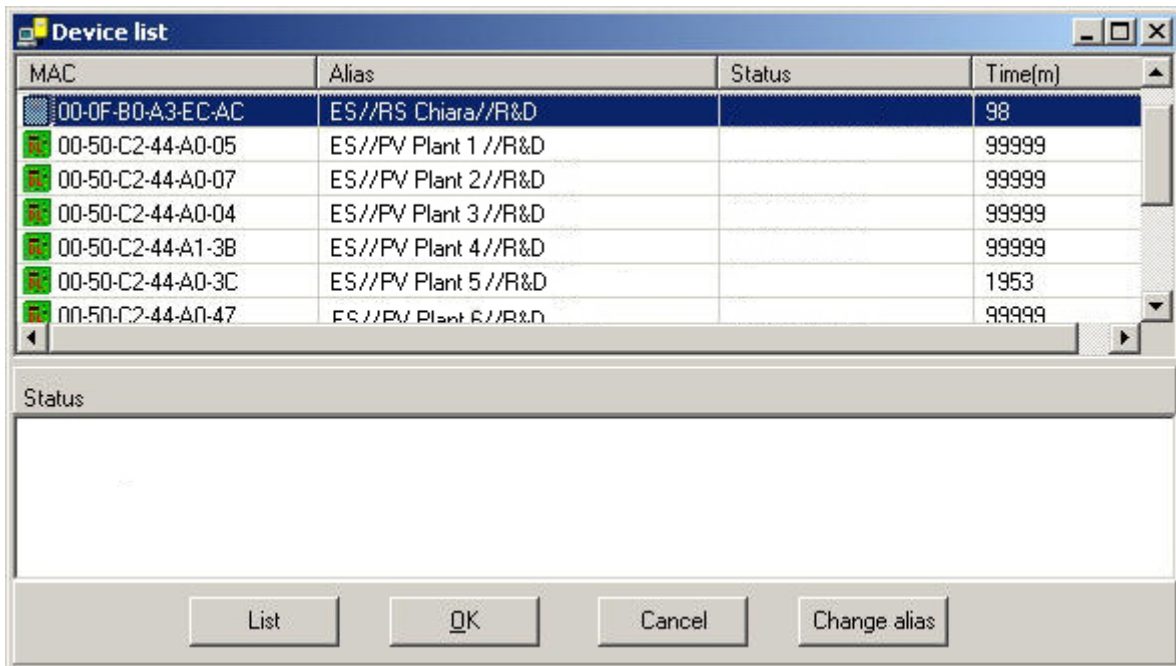 Device list
MAC Alias Status Time(m)
00-0F-B0-A3-EC-AC ES//RS Chiara//R&D 98
00-50-C2-44-A0-05 ES//PV Plant 1 //R&D 99999
00-50-C2-44-A0-07 ES//PV Plant 2//R&D 99999
00-50-C2-44-A0-04 ES//PV Plant 3 //R&D 99999
00-50-C2-44-A1-3B ES//PV Plant 4//R&D 99999
00-50-C2-44-A0-3C ES//PV Plant 5 //R&D 1953
00-50-C2-44-A0-47 ES//PV Plant 6//R&D 99999
Status
List OK Cancel Change alias